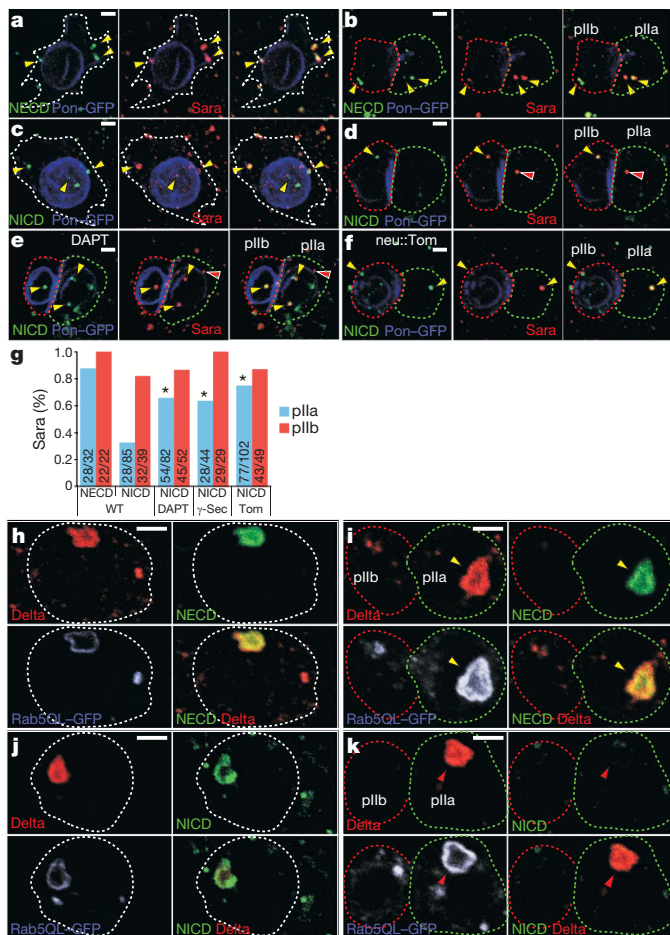 a
NECD Pon–GFP
Sara
b
pIIb
pIIa
NECD Pon–GFP
Sara
c
NICD Pon–GFP
Sara
d
pIIb
pIIa
NICD Pon–GFP
Sara
e
DAPT
pIIb
pIIa
NICD Pon–GFP
Sara
f
neu::Tom
pIIb
pIIa
NICD Pon–GFP
Sara
g
1.0
0.8
0.6
0.4
0.2
0
Sara (%)
* * *
28/32 22/22 28/85 32/39 54/82 45/52 28/44 29/29 77/102 43/49
pIIa
pIIb
NECD NICD NICD NICD NICD
WT DAPT γ-Sec Tom
h
Delta
NECD
Rab5QL–GFP
NECD Delta
i
pIIb
pIIa
Delta
NECD
Rab5QL–GFP
NECD Delta
j
Delta
NICD
Rab5QL–GFP
NICD Delta
k
pIIb
pIIa
Delta
NICD
Rab5QL–GFP
NICD Delta